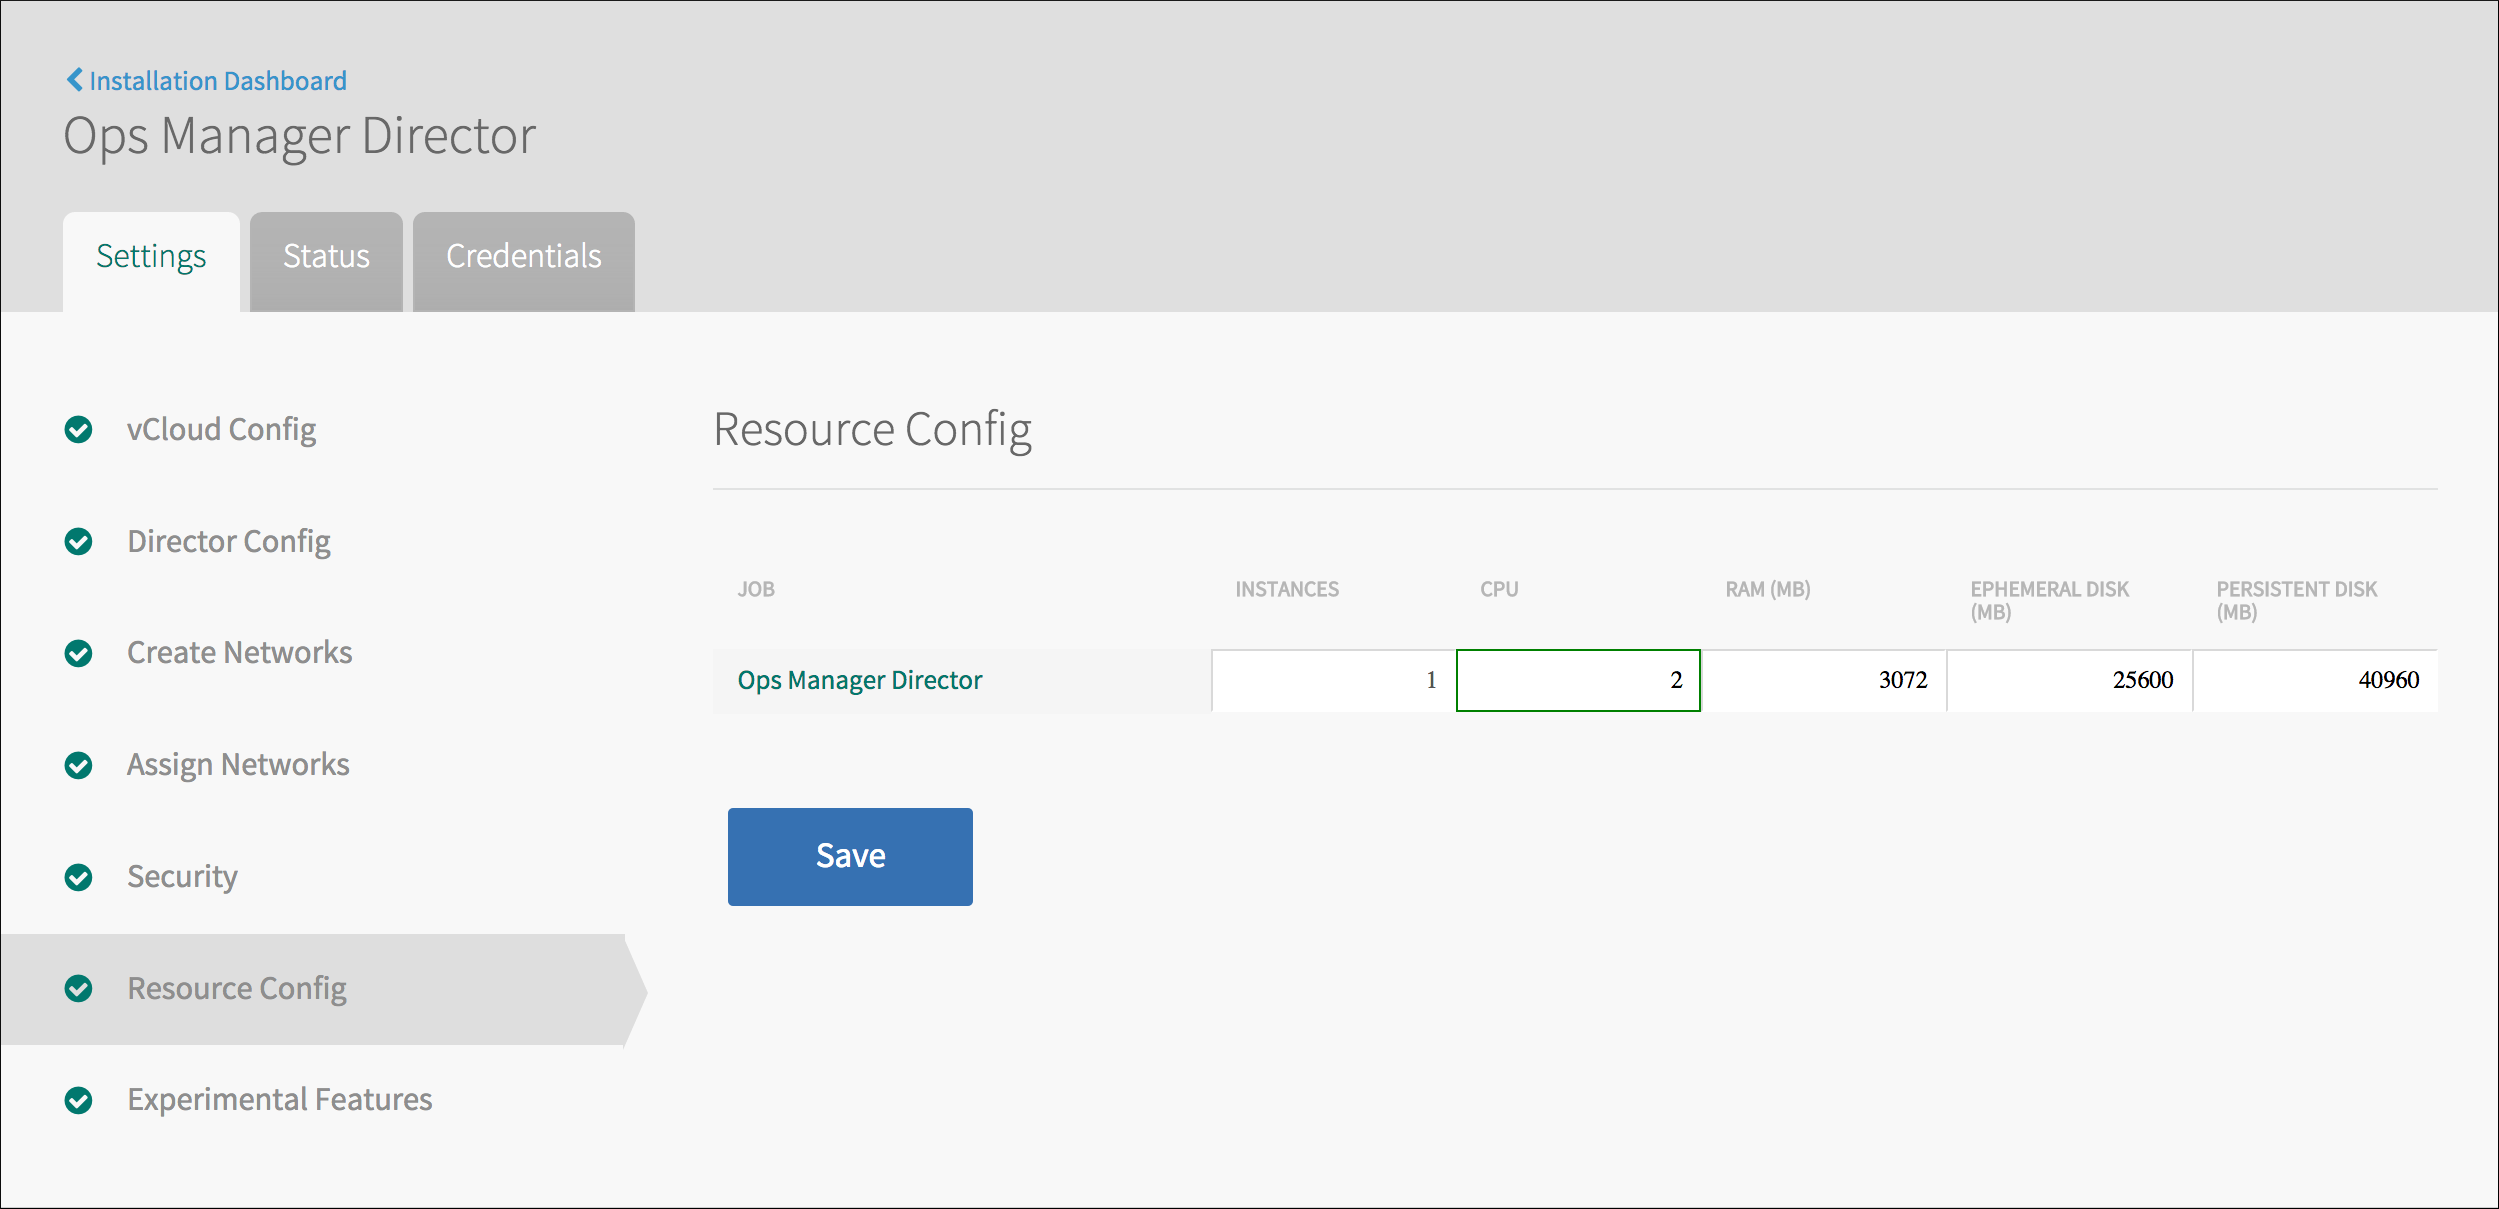 Installation Dashboard
Ops Manager Director
Settings
Status
Credentials
vCloud Config
Director Config
Create Networks
Assign Networks
Security
Resource Config
Experimental Features
Resource Config
JOB
INSTANCES
CPU
RAM (MB)
EPHEMERAL DISK
(MB)
PERSISTENT DISK
(MB)
Ops Manager Director
1
2
3072
25600
40960
Save